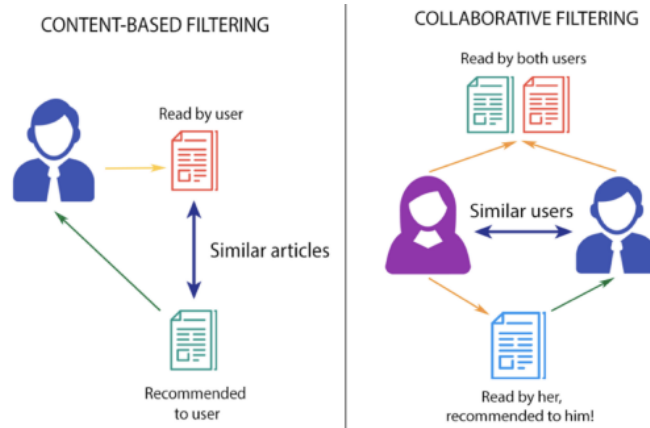 CONTENT-BASED FILTERING
Read by user
Similar articles
Recommended
to user
COLLABORATIVE FILTERING
Read by both users
Similar users
Read by her,
recommended to him!